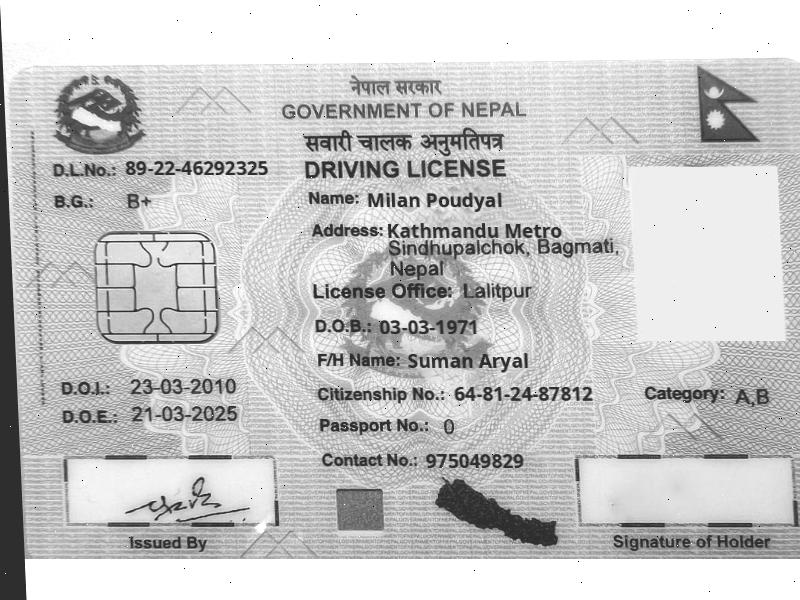 नेपाल सरकार
GOVERNMENT OF NEPAL
सवारी चालक अनुमतिपत्र
DRIVING LICENSE
D.L.No.: 89-22-46292325
B.G.: B+
Name: Milan Poudyal
Address: Kathmandu Metro
Sindhupalchok, Bagmati,
Nepal
License Office: Lalitpur
D.O.B.: 03-03-1971
F/H Name: Suman Aryal
D.O.I.: 23-03-2010
Citizenship No.: 64-81-24-87812
Category: A,B
D.O.E.: 21-03-2025
Passport No.: 0
Contact No.: 975049829
Issued By
Signature of Holder